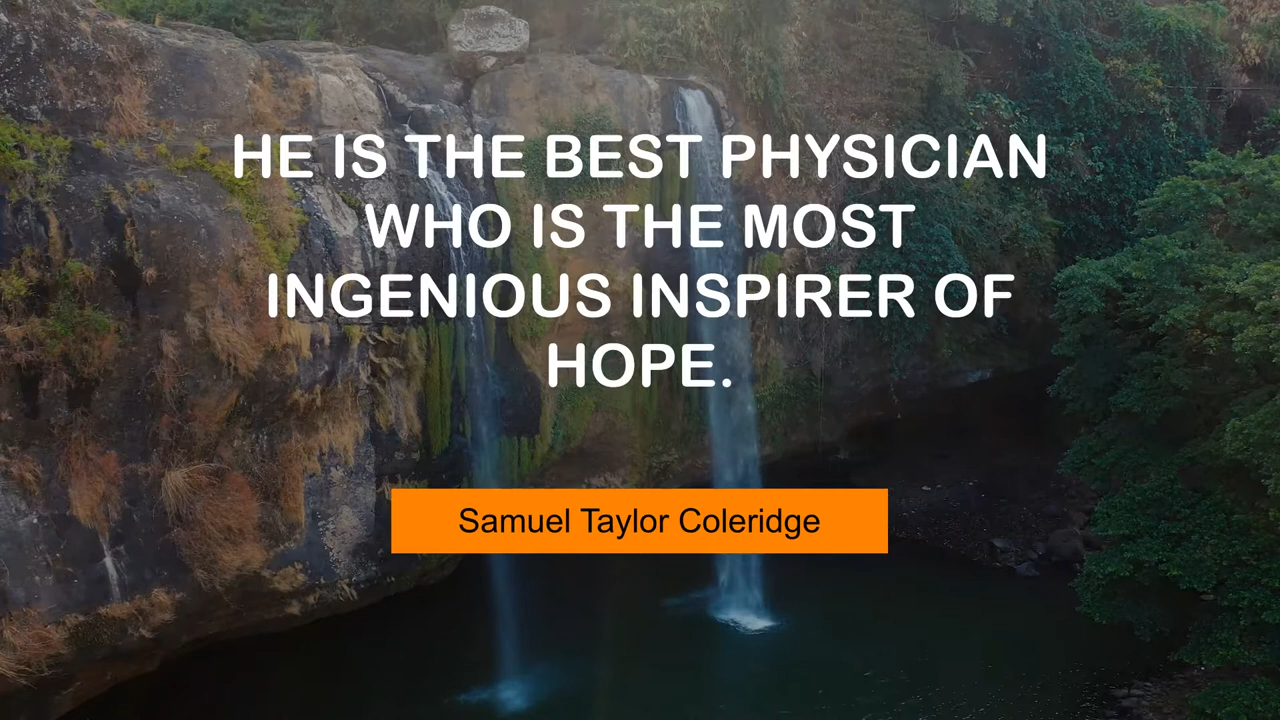 HE IS THE BEST PHYSICIAN
WHO IS THE MOST
INGENIOUS INSPIRER OF
HOPE.
Samuel Taylor Coleridge